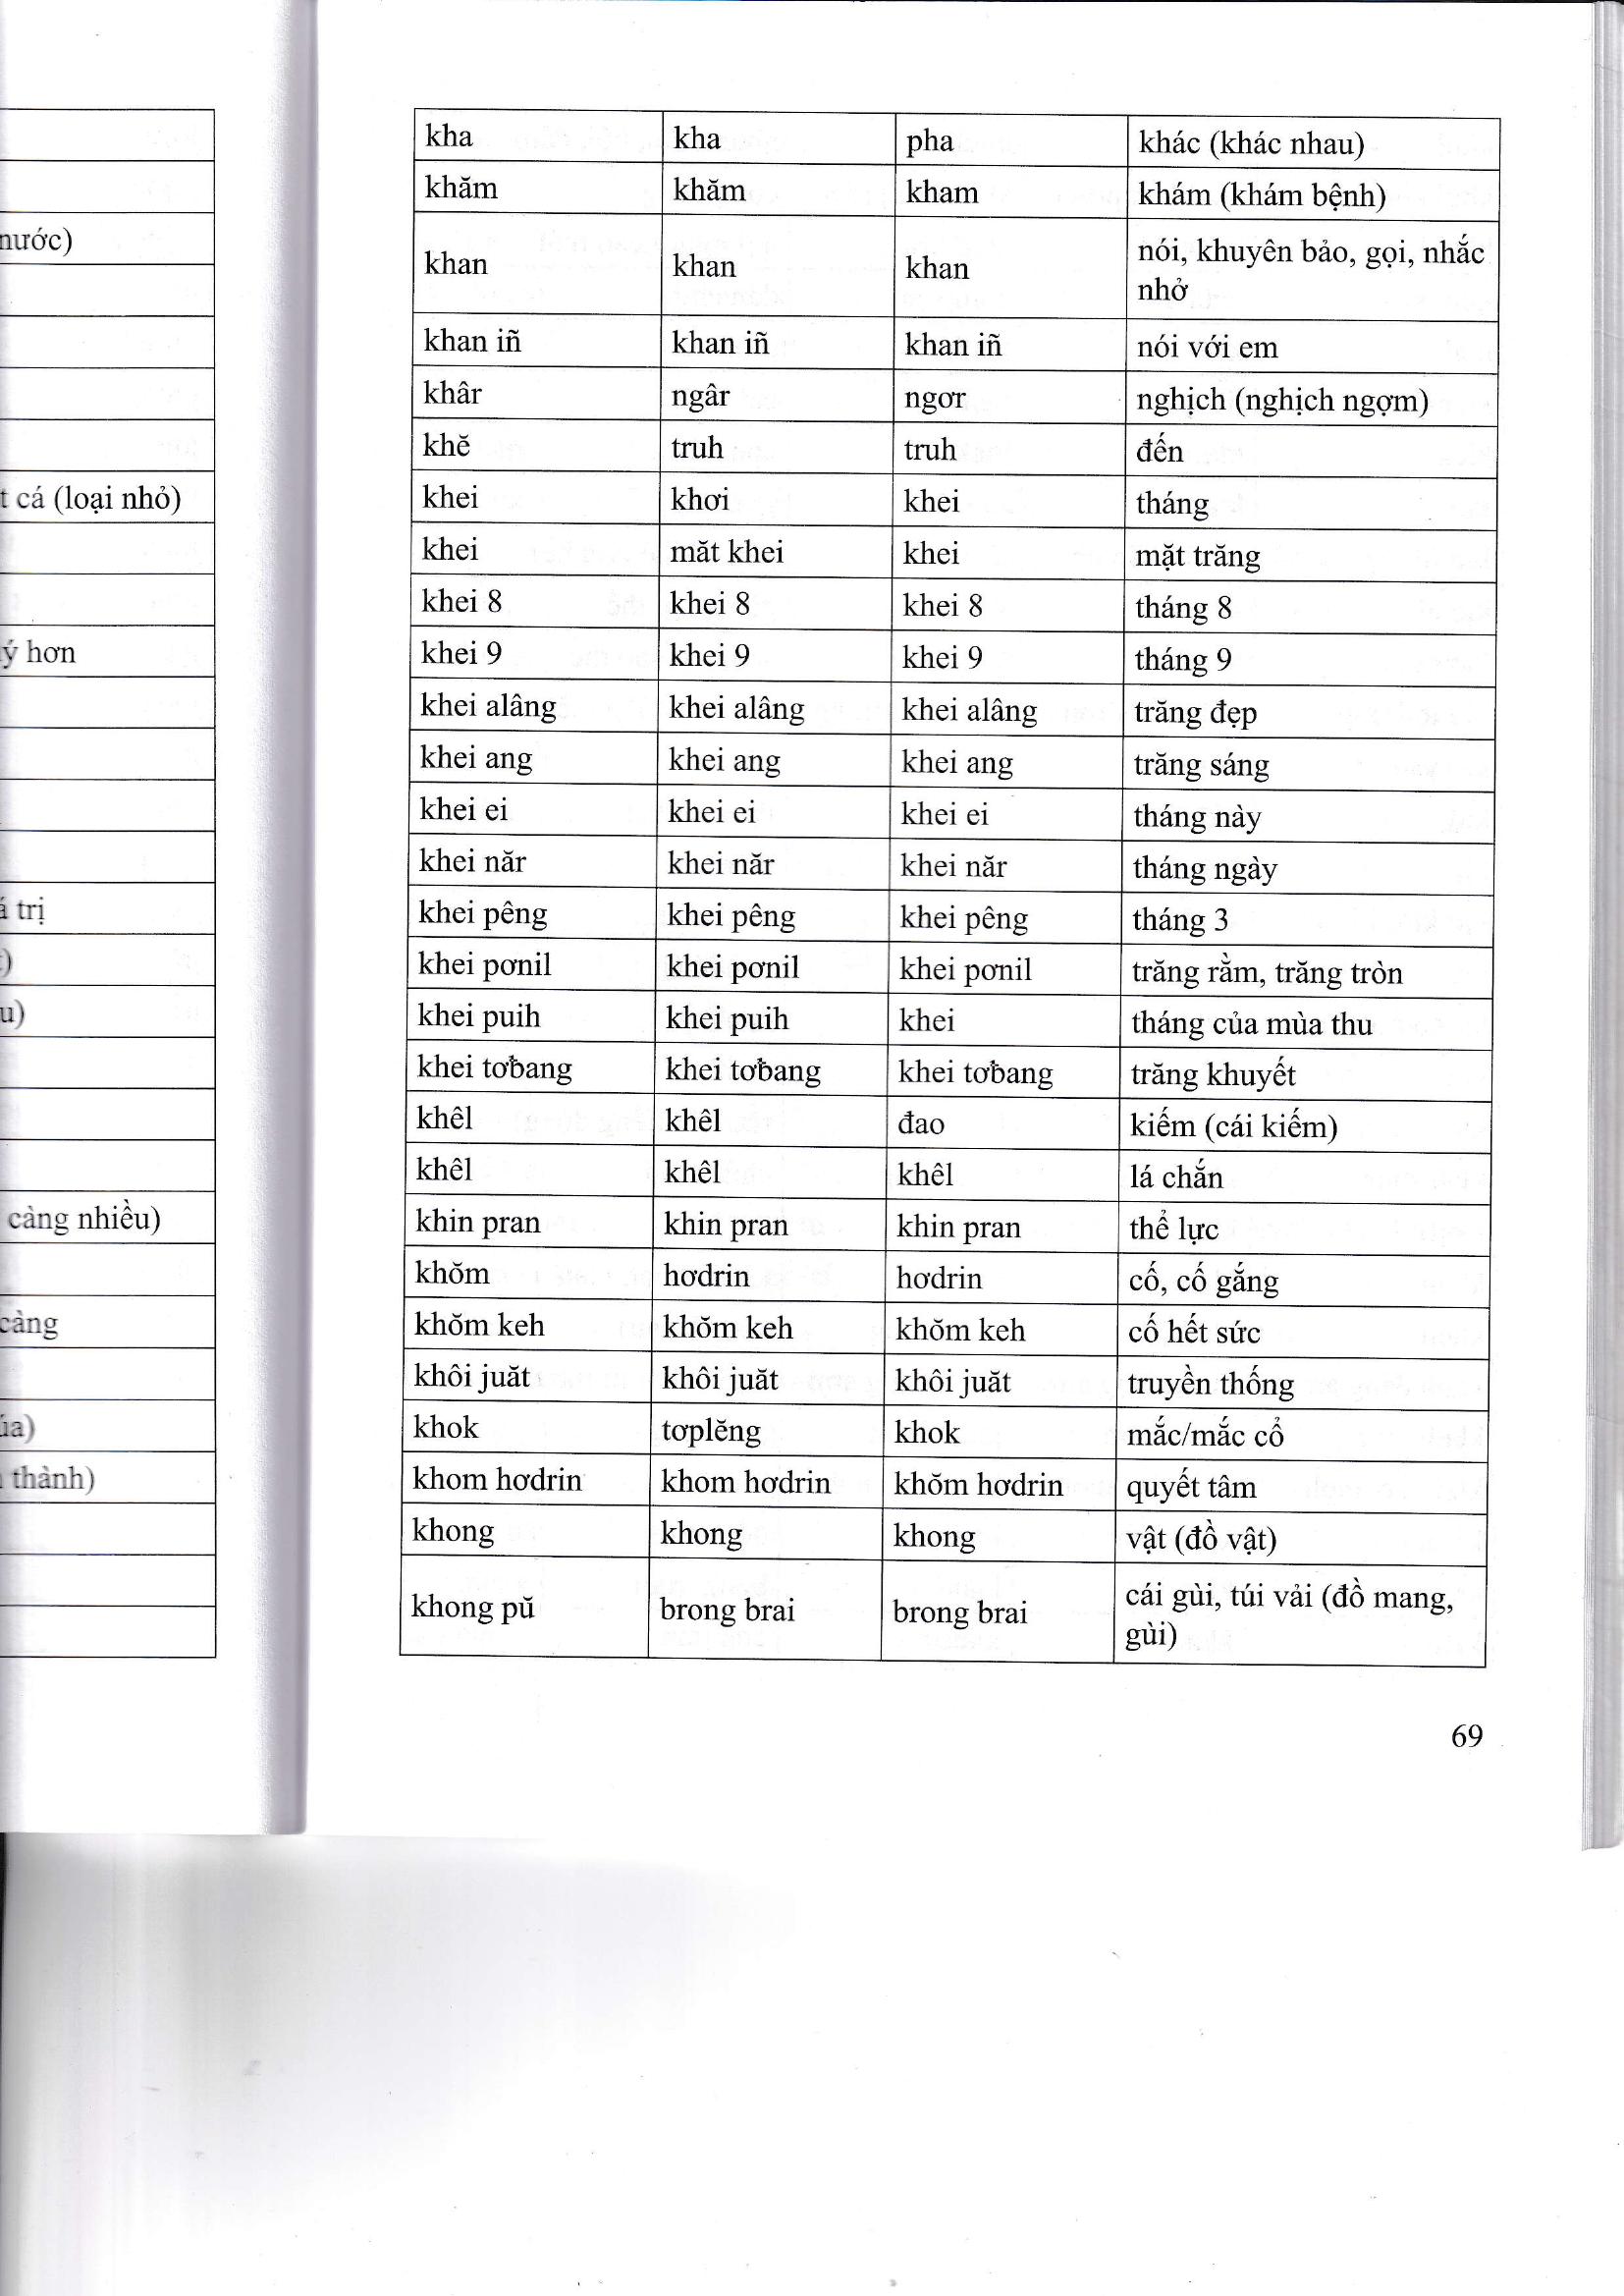 nước)
cá (loại nhỏ)
ý hơn
trị
càng nhiều)
càng
thành)
kha kha pha khác (khác nhau)
khăm khăm kham khám (khám bệnh)
khan khan khan nói, khuyên bảo, gọi, nhắc
nhở
khan iñ khan iñ khan iñ nói với em
khâr ngâr ngơr nghịch (nghịch ngợm)
khĕ truh truh đến
khei khơi khei tháng
khei măt khei khei mặt trăng
khei 8 khei 8 khei 8 tháng 8
khei 9 khei 9 khei 9 tháng 9
khei alâng khei alâng khei alâng trăng đẹp
khei ang khei ang khei ang trăng sáng
khei ei khei ei khei ei tháng này
khei năr khei năr khei năr tháng ngày
khei pêng khei pêng khei pêng tháng 3
khei pơnil khei pơnil khei pơnil trăng rằm, trăng tròn
khei puih khei puih khei tháng của mùa thu
khei tơƀang khei tơƀang khei tơƀang trăng khuyết
khêl khêl đao kiếm (cái kiếm)
khêl khêl khêl lá chắn
khin pran khin pran khin pran thể lực
khŏm hơdrin hơdrin cố, cố gắng
khŏm keh khŏm keh khŏm keh cố hết sức
khôi juăt khôi juăt khôi juăt truyền thống
khok tơplĕng khok mắc/mắc cổ
khom hơdrin khom hơdrin khŏm hơdrin quyết tâm
khong khong khong vật (đồ vật)
khong pŭ brong brai brong brai cái gùi, túi vải (đồ mang,
gùi)
69